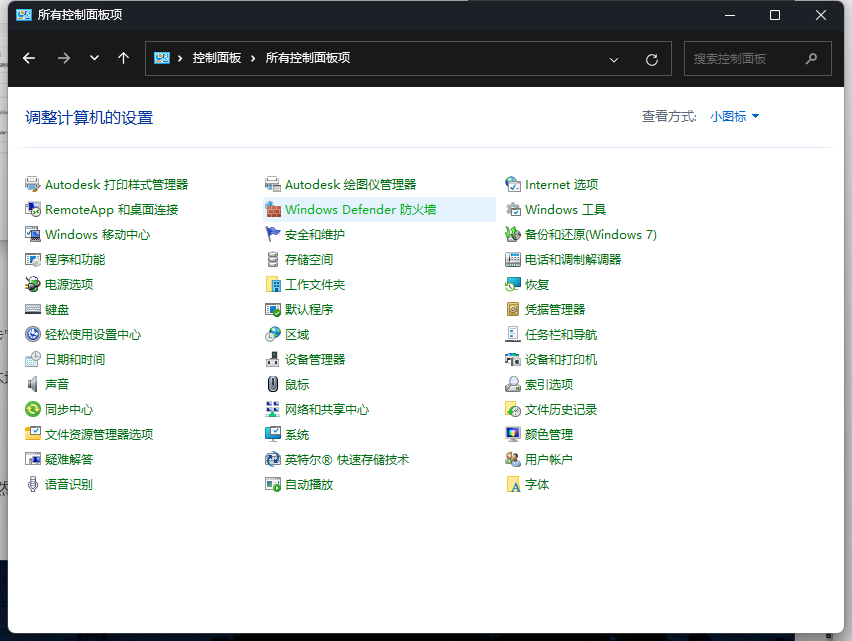 所有控制面板项
控制面板 › 所有控制面板项
搜索控制面板
调整计算机的设置
查看方式: 小图标
Autodesk 打印样式管理器
Autodesk 绘图仪管理器
Internet 选项
RemoteApp 和桌面连接
Windows Defender 防火墙
Windows 工具
Windows 移动中心
安全和维护
备份和还原(Windows 7)
程序和功能
存储空间
电话和调制解调器
电源选项
工作文件夹
恢复
键盘
默认程序
凭据管理器
轻松使用设置中心
区域
任务栏和导航
日期和时间
设备管理器
设备和打印机
声音
鼠标
索引选项
同步中心
网络和共享中心
文件历史记录
文件资源管理器选项
系统
颜色管理
疑难解答
英特尔® 快速存储技术
用户帐户
语音识别
自动播放
字体